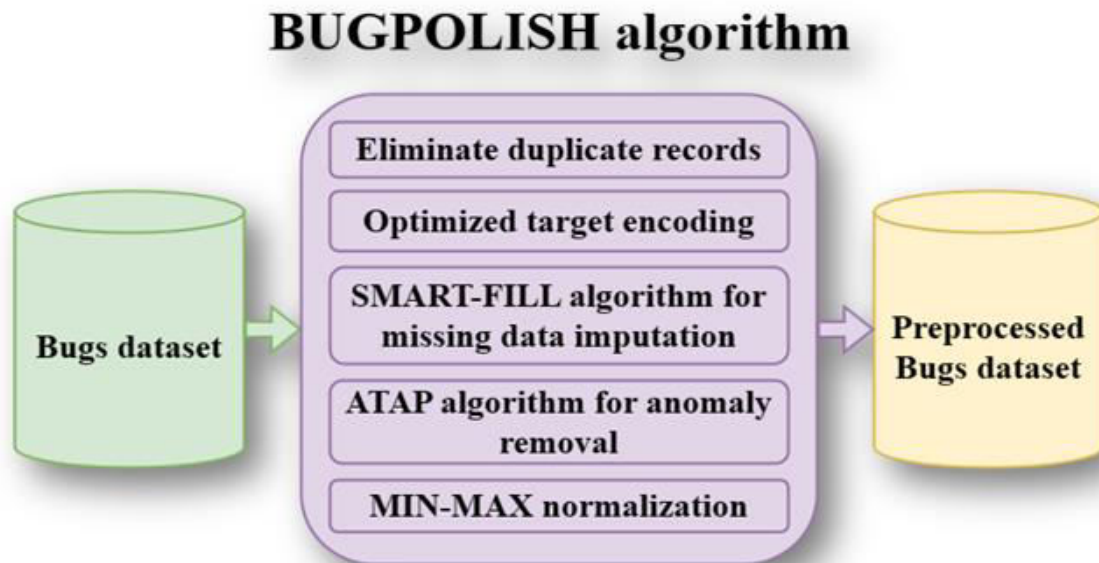 BUGPOLISH algorithm
Bugs dataset
Eliminate duplicate records
Optimized target encoding
SMART-FILL algorithm for
missing data imputation
ATAP algorithm for anomaly
removal
MIN-MAX normalization
Preprocessed
Bugs dataset